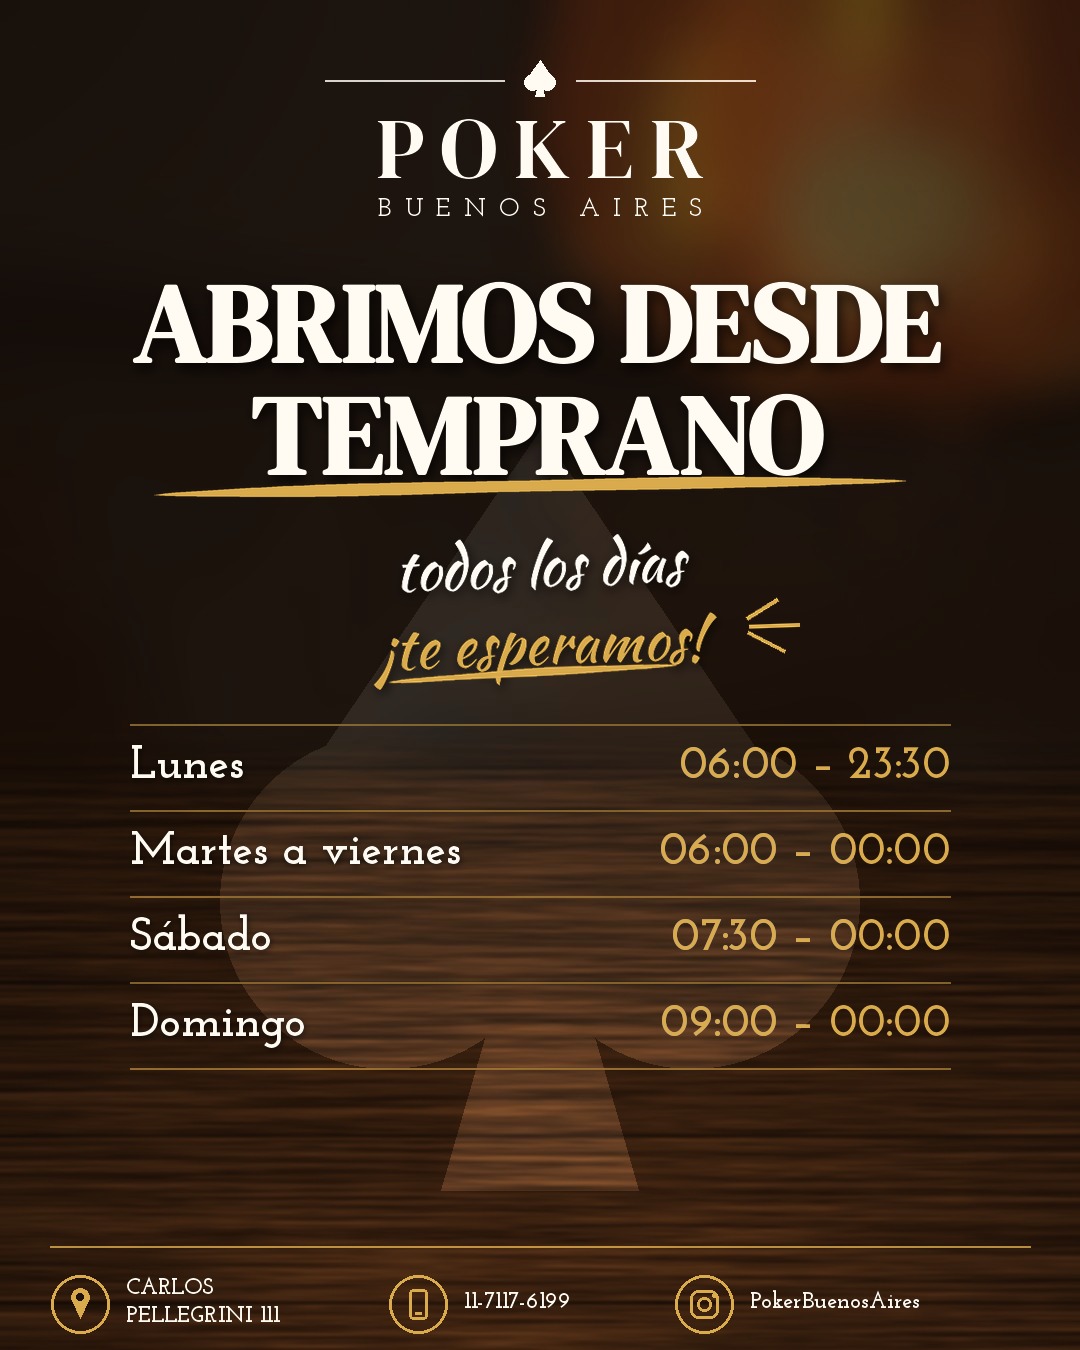 POKER
BUENOS AIRES
ABRIMOS DESDE
TEMPRANO
todos los días
¡te esperamos!
Lunes 06:00 – 23:30
Martes a viernes 06:00 – 00:00
Sábado 07:30 – 00:00
Domingo 09:00 – 00:00
CARLOS
PELLEGRINI 111
11-7117-6199
PokerBuenosAires